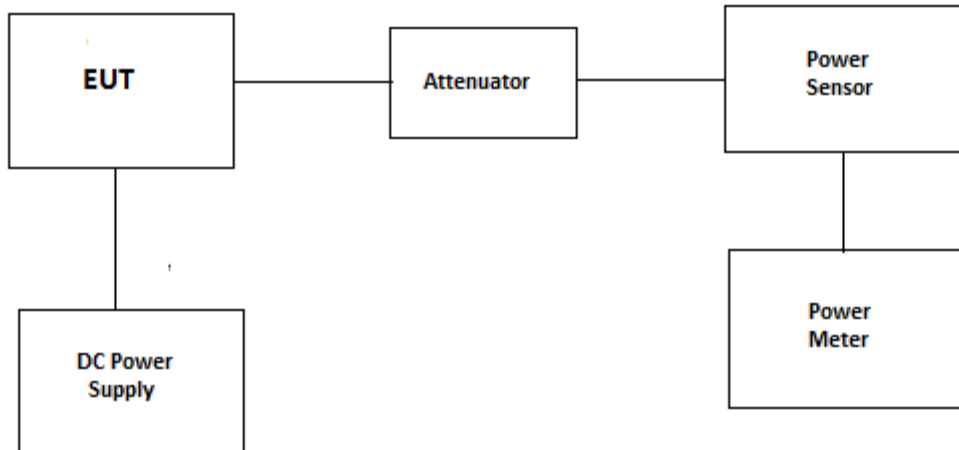 EUT
Attenuator
Power
Sensor
DC Power
Supply
Power
Meter